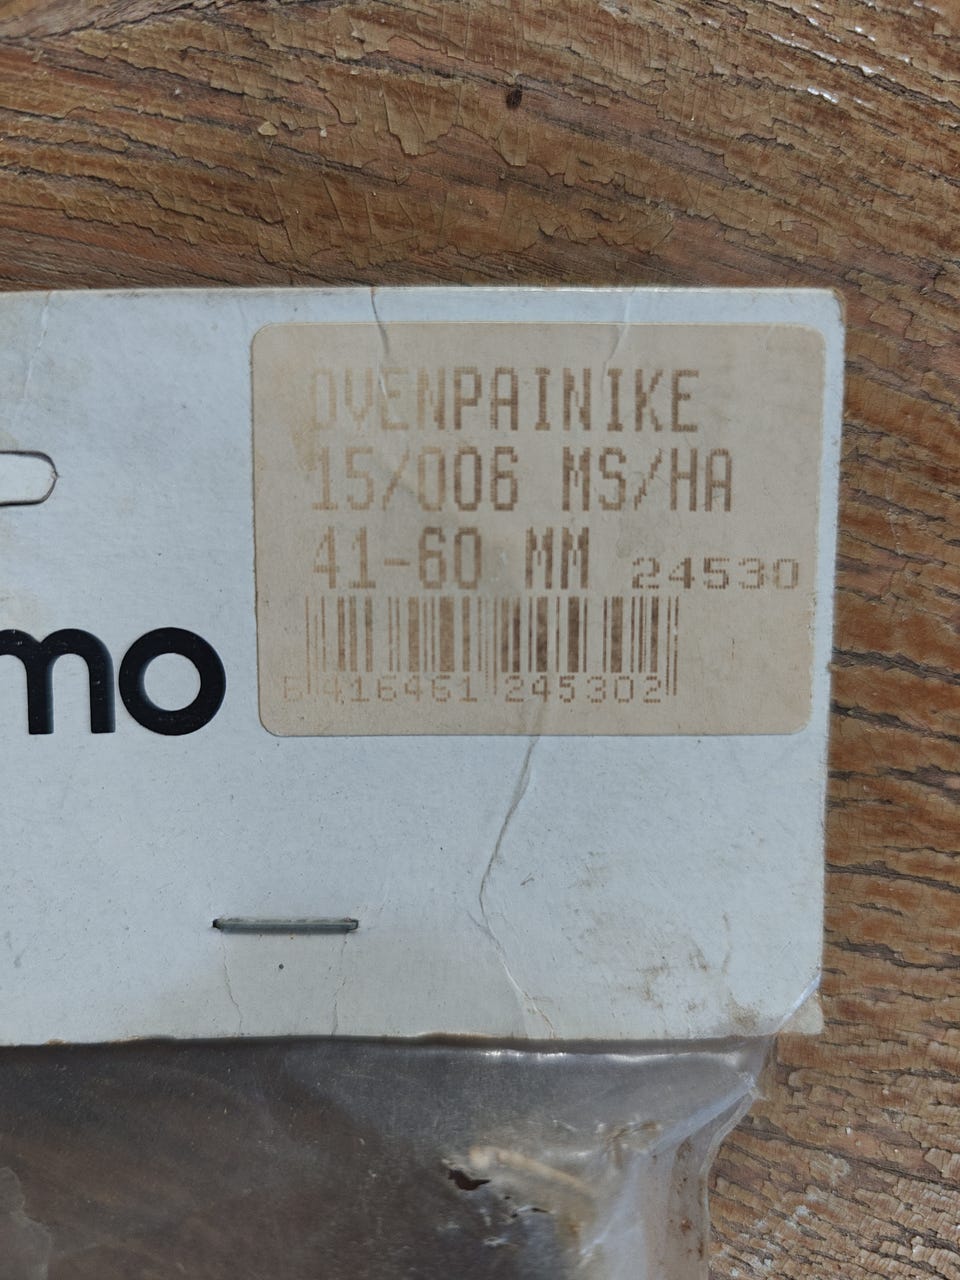 OVENPAINIKE
15/006 MS/HA
41-60 MM 24530
6 416461 245302
mo